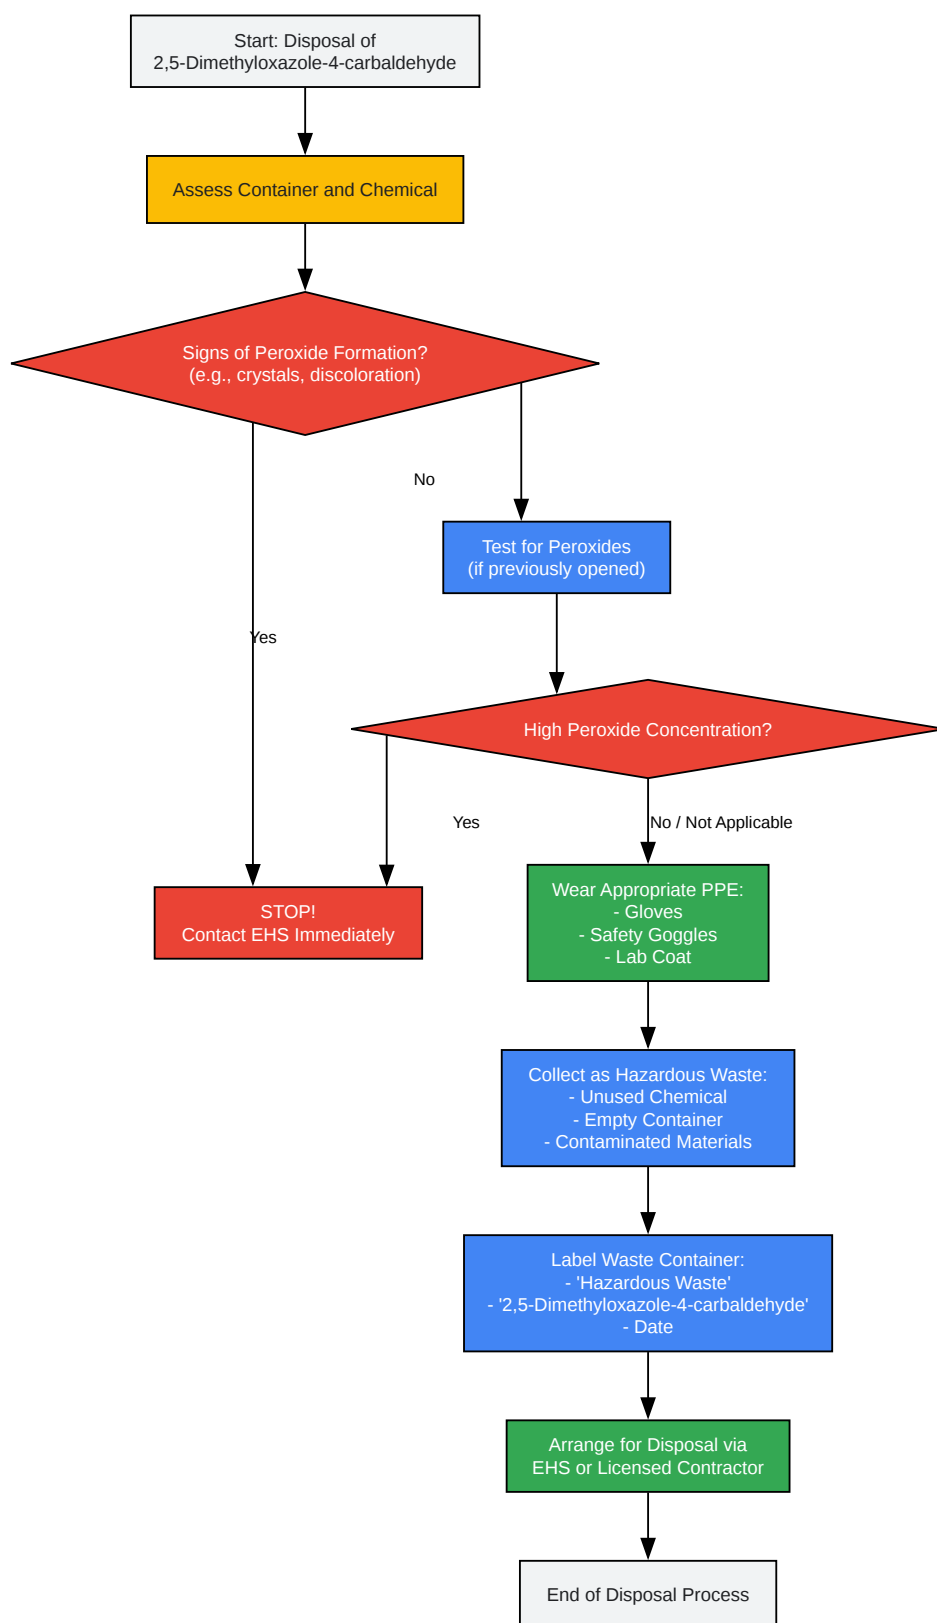 Start: Disposal of
2,5-Dimethyloxazole-4-carbaldehyde
Assess Container and Chemical
Signs of Peroxide Formation?
(e.g., crystals, discoloration)
No
Test for Peroxides
(if previously opened)
Yes
High Peroxide Concentration?
Yes
No / Not Applicable
STOP!
Contact EHS Immediately
Wear Appropriate PPE:
- Gloves
- Safety Goggles
- Lab Coat
Collect as Hazardous Waste:
- Unused Chemical
- Empty Container
- Contaminated Materials
Label Waste Container:
- 'Hazardous Waste'
- '2,5-Dimethyloxazole-4-carbaldehyde'
- Date
Arrange for Disposal via
EHS or Licensed Contractor
End of Disposal Process